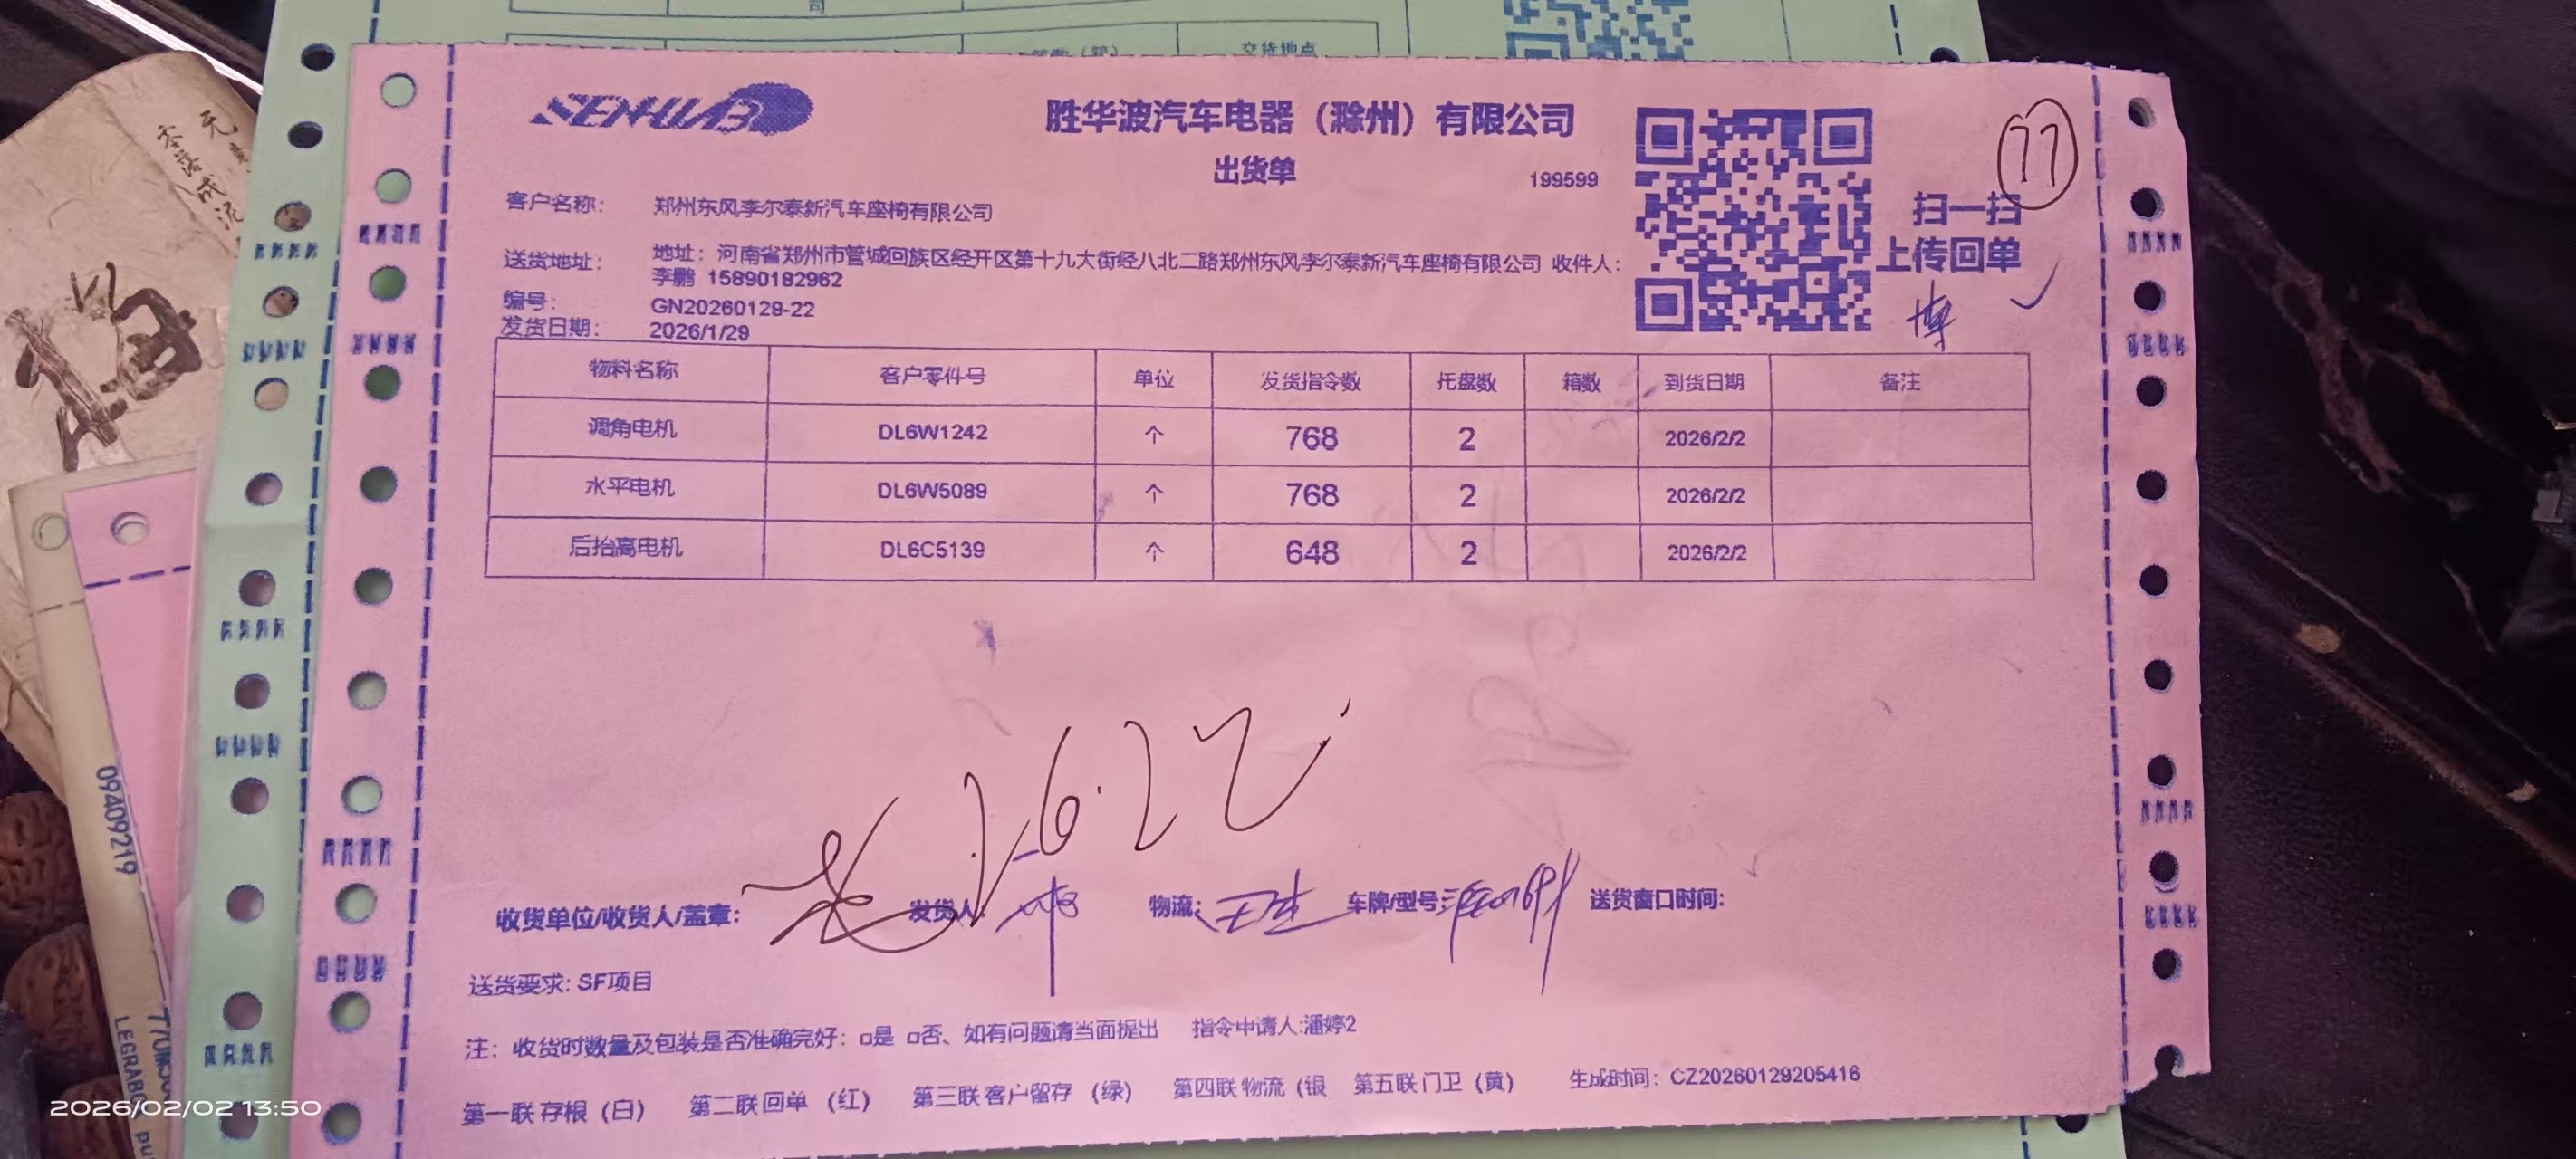 SENHUAB
胜华波汽车电器（滁州）有限公司
出货单
199599
77
扫一扫
上传回单
博
客户名称： 郑州东风李尔泰新汽车座椅有限公司
送货地址： 地址：河南省郑州市管城回族区经开区第十九大街经八北二路郑州东风李尔泰新汽车座椅有限公司 收件人：
李鹏 15890182962
编号： GN20260129-22
发货日期： 2026/1/29
物料名称 客户零件号 单位 发货指令数 托盘数 箱数 到货日期 备注
调角电机 DL6W1242 个 768 2 2026/2/2
水平电机 DL6W5089 个 768 2 2026/2/2
后抬高电机 DL6C5139 个 648 2 2026/2/2
26.2.2
收货单位/收货人/盖章： 发货人： 物流： 车牌/型号： 送货窗口时间：
送货要求: SF项目
注：收货时数量及包装是否准确完好：□是 □否、如有问题请当面提出 指令申请人:潘婷2
第一联存根（白） 第二联回单（红） 第三联客户留存（绿） 第四联物流（银 第五联门卫（黄） 生成时间：CZ20260129205416
交货地点
09409219
2026/02/02 13:50